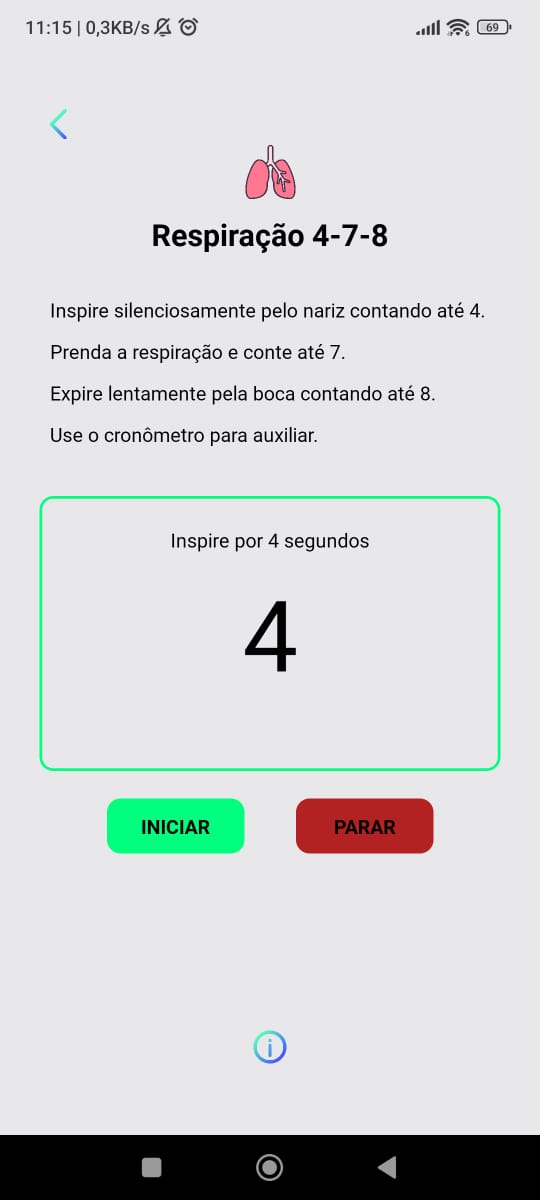 11:15 | 0,3KB/s
69
Respiração 4-7-8
Inspire silenciosamente pelo nariz contando até 4.
Prenda a respiração e conte até 7.
Expire lentamente pela boca contando até 8.
Use o cronômetro para auxiliar.
Inspire por 4 segundos
4
INICIAR
PARAR